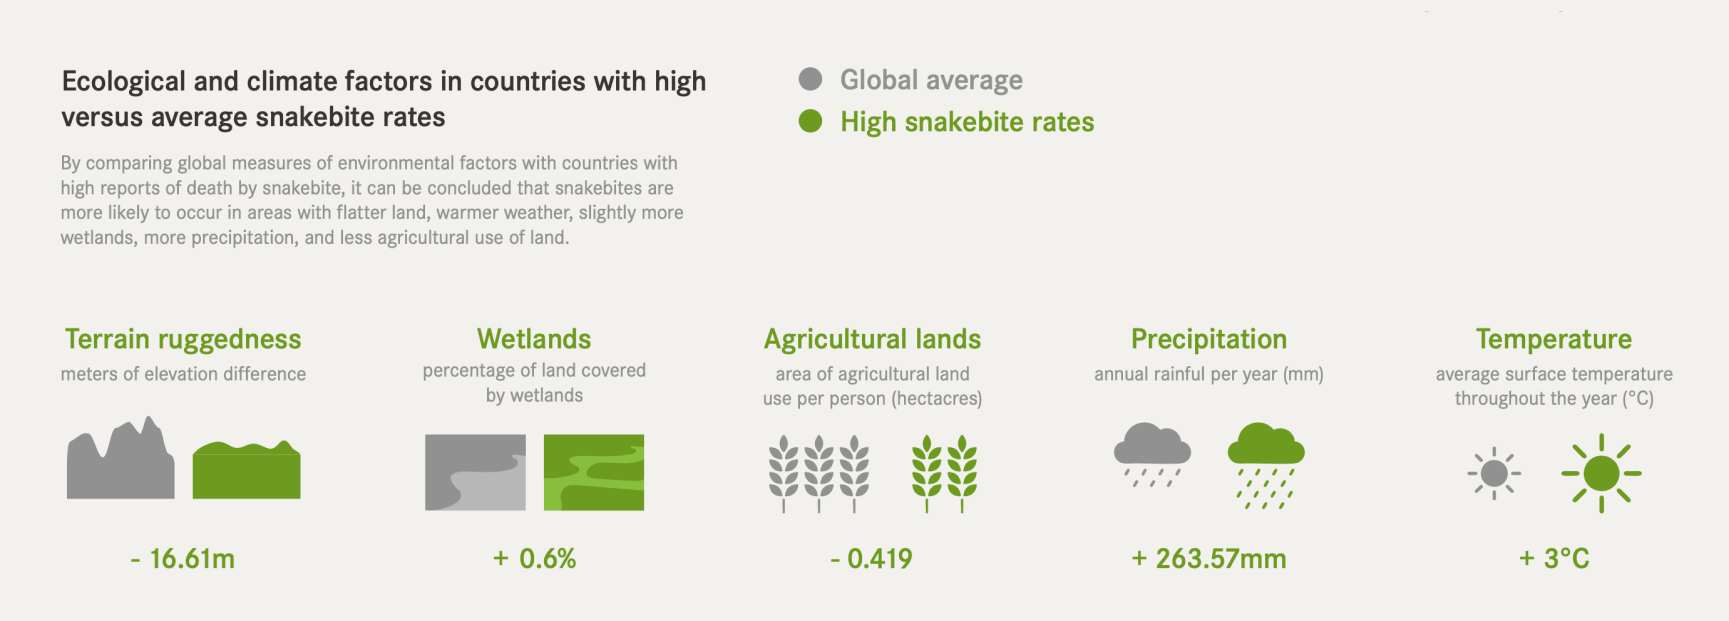 Ecological and climate factors in countries with high
versus average snakebite rates
By comparing global measures of environmental factors with countries with
high reports of death by snakebite, it can be concluded that snakebites are
more likely to occur in areas with flatter land, warmer weather, slightly more
wetlands, more precipitation, and less agricultural use of land.
Global average
High snakebite rates
Terrain ruggedness
meters of elevation difference
- 16.61m
Wetlands
percentage of land covered
by wetlands
+ 0.6%
Agricultural lands
area of agricultural land
use per person (hectacres)
- 0.419
Precipitation
annual rainful per year (mm)
+ 263.57mm
Temperature
average surface temperature
throughout the year (°C)
+ 3°C